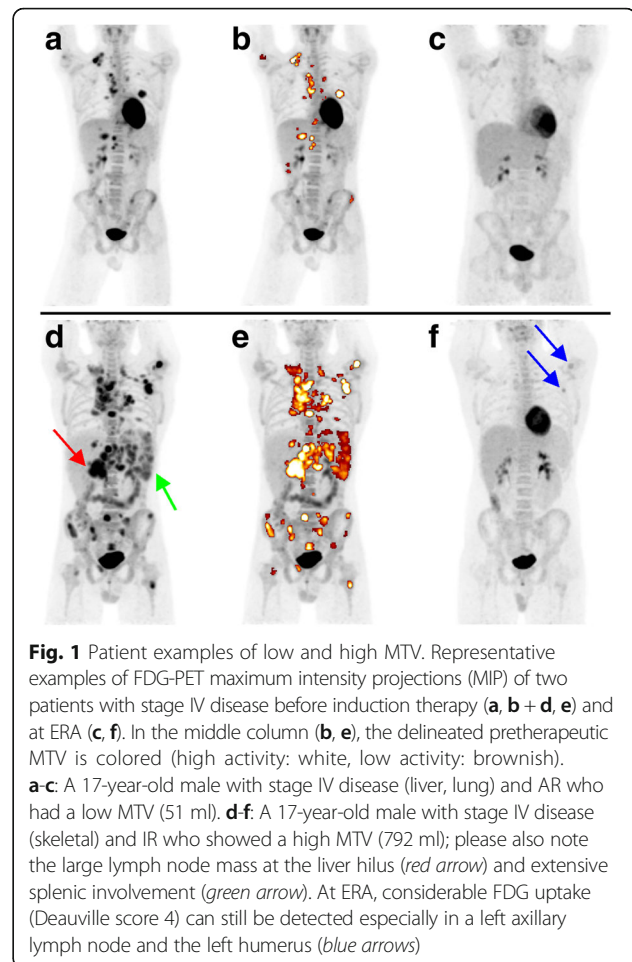 a
b
c
d
e
f
Fig. 1 Patient examples of low and high MTV. Representative
examples of FDG-PET maximum intensity projections (MIP) of two
patients with stage IV disease before induction therapy (a, b + d, e) and
at ERA (c, f). In the middle column (b, e), the delineated pretherapeutic
MTV is colored (high activity: white, low activity: brownish).
a-c: A 17-year-old male with stage IV disease (liver, lung) and AR who
had a low MTV (51 ml). d-f: A 17-year-old male with stage IV disease
(skeletal) and IR who showed a high MTV (792 ml); please also note
the large lymph node mass at the liver hilus (red arrow) and extensive
splenic involvement (green arrow). At ERA, considerable FDG uptake
(Deauville score 4) can still be detected especially in a left axillary
lymph node and the left humerus (blue arrows)